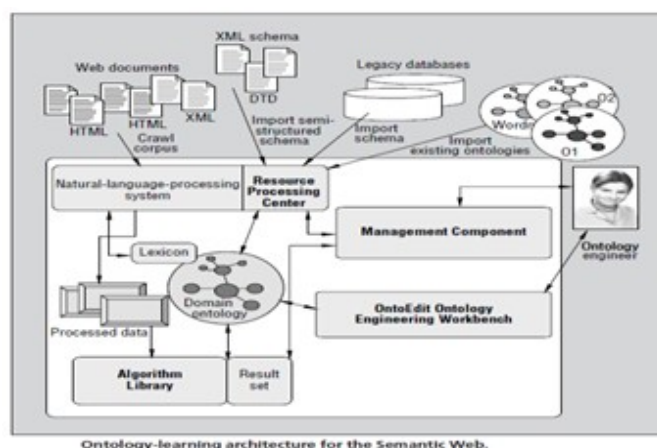 XML schema
Web documents
Legacy databases
DTD
HTML
HTML
XML
O2
O1
Crawl
corpus
Import semi-
structured
schema
Import
schema
Import
existing ontologies
Natural-language-processing
system
Resource
Processing
Center
Lexicon
Management Component
Ontology
engineer
Domain
ontology
OntoEdit Ontology
Engineering Workbench
Processed data
Algorithm
Library
Result
set
Ontology-learning architecture for the Semantic Web.